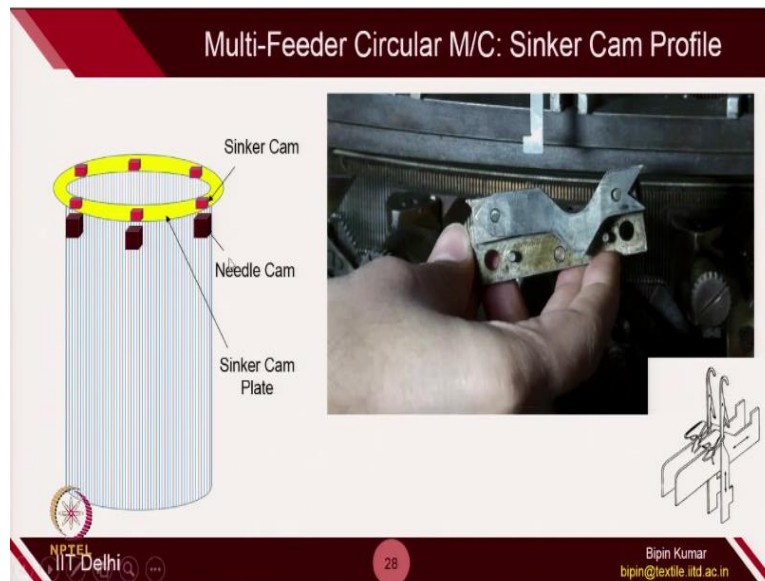 Multi-Feeder Circular M/C: Sinker Cam Profile
Sinker Cam
Needle Cam
Sinker Cam
Plate
NPTEL
IIT Delhi
28
Bipin Kumar
bipin@textile.iitd.ac.in